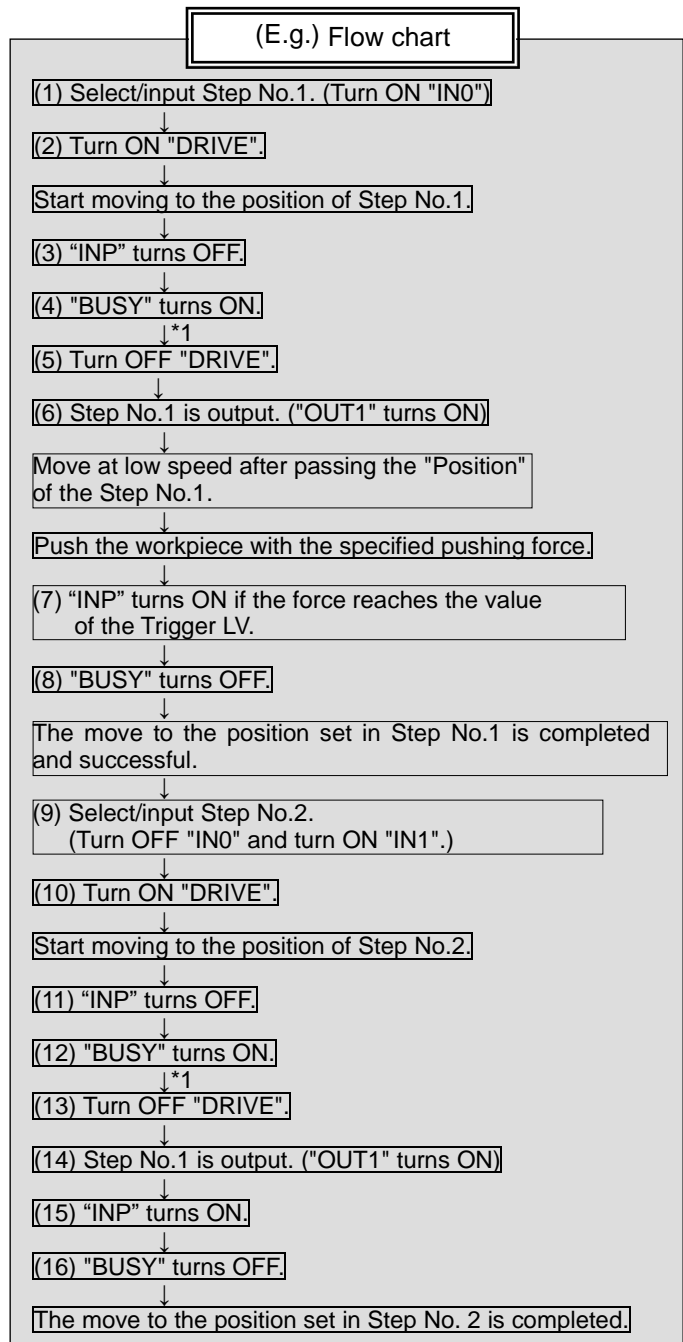 (E.g.) Flow chart
(1) Select/input Step No.1. (Turn ON "IN0")
↓
(2) Turn ON "DRIVE".
↓
Start moving to the position of Step No.1.
↓
(3) “INP” turns OFF.
↓
(4) "BUSY" turns ON.
↓*1
(5) Turn OFF "DRIVE".
↓
(6) Step No.1 is output. ("OUT1" turns ON)
↓
Move at low speed after passing the "Position"
of the Step No.1.
↓
Push the workpiece with the specified pushing force.
↓
(7) “INP” turns ON if the force reaches the value
of the Trigger LV.
↓
(8) "BUSY" turns OFF.
↓
The move to the position set in Step No.1 is completed
and successful.
↓
(9) Select/input Step No.2.
(Turn OFF "IN0" and turn ON "IN1".)
↓
(10) Turn ON "DRIVE".
↓
Start moving to the position of Step No.2.
↓
(11) “INP” turns OFF.
↓
(12) "BUSY" turns ON.
↓*1
(13) Turn OFF "DRIVE".
↓
(14) Step No.1 is output. ("OUT1" turns ON)
↓
(15) “INP” turns ON.
↓
(16) "BUSY" turns OFF.
↓
The move to the position set in Step No. 2 is completed.